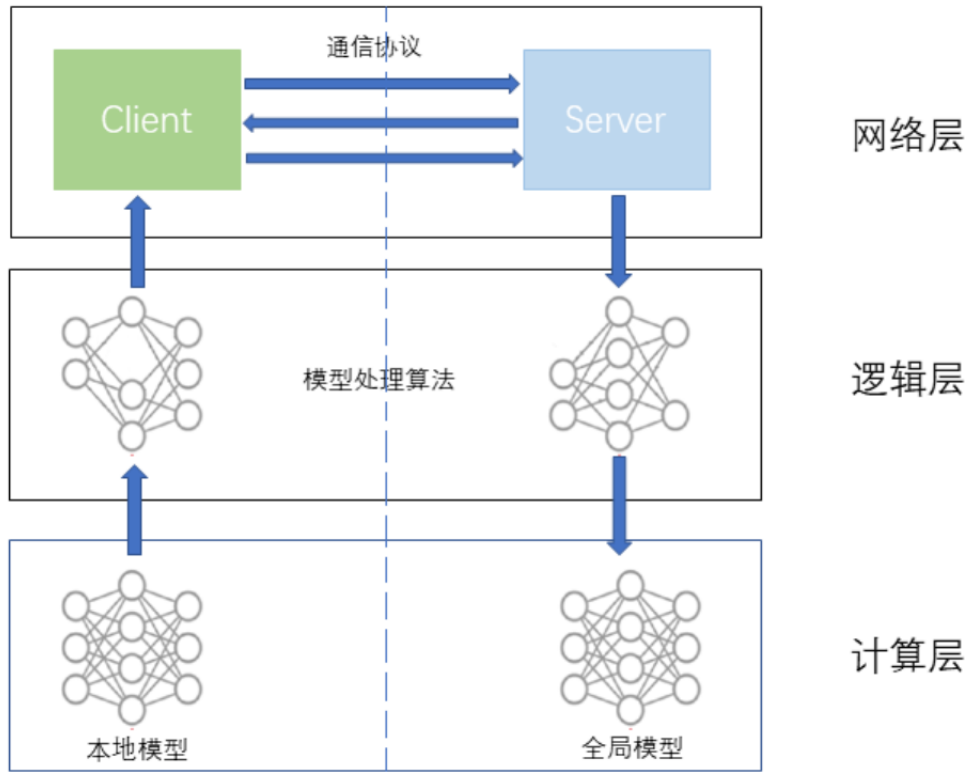 通信协议
Client
Server
网络层
模型处理算法
逻辑层
计算层
本地模型
全局模型